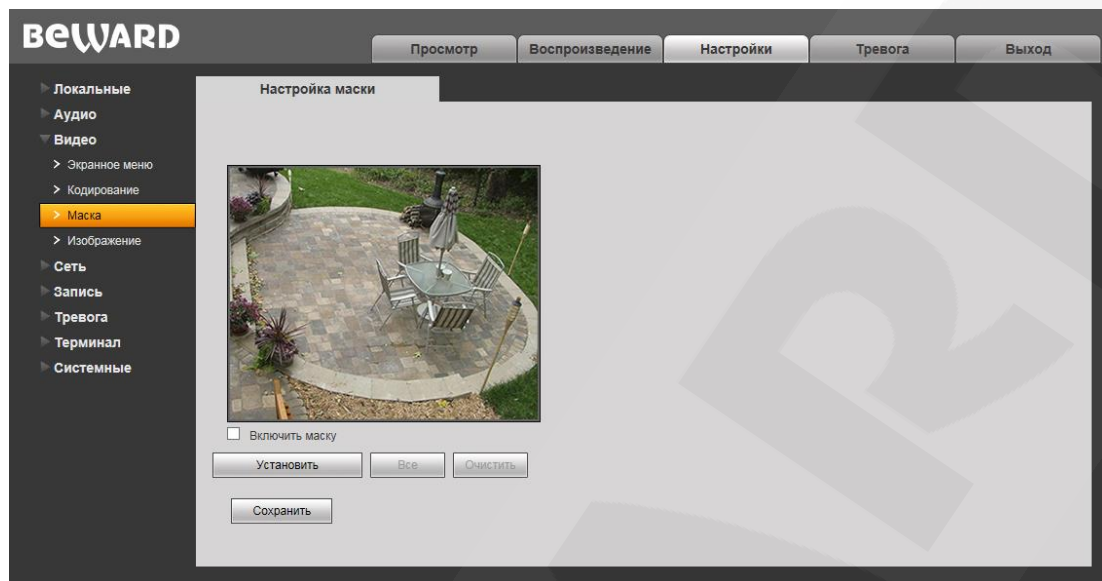 BEWARD
Просмотр Воспроизведение Настройки Тревога Выход
Локальные
Аудио
Видео
> Экранное меню
> Кодирование
> Маска
> Изображение
Сеть
Запись
Тревога
Терминал
Системные
Настройка маски
Включить маску
Установить Все Очистить
Сохранить